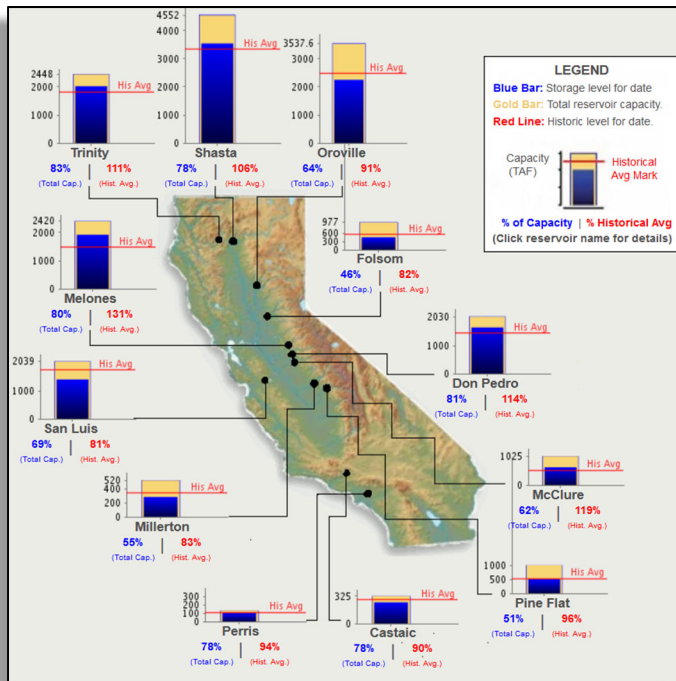 4552
4000
3000
2000
1000
0
His Avg
Shasta
78% | 106%
(Total Cap.) (Hist. Avg.)
2448
2000
1000
0
His Avg
Trinity
83% | 111%
(Total Cap.) (Hist. Avg.)
3537.6
2000
1000
0
His Avg
Oroville
64% | 91%
(Total Cap.) (Hist. Avg.)
LEGEND
Blue Bar: Storage level for date
Gold Bar: Total reservoir capacity.
Red Line: Historic level for date.
Capacity
(TAF)
Historical
Avg Mark
% of Capacity | % Historical Avg
(Click reservoir name for details)
2420
2000
1000
0
His Avg
Melones
80% | 131%
(Total Cap.) (Hist. Avg.)
977
600
300
0
His Avg
Folsom
46% | 82%
(Total Cap.) (Hist. Avg.)
2030
1000
0
His Avg
Don Pedro
81% | 114%
(Total Cap.) (Hist. Avg.)
2039
1000
0
His Avg
San Luis
69% | 81%
(Total Cap.) (Hist. Avg.)
1025
0
His Avg
McClure
62% | 119%
(Total Cap.) (Hist. Avg.)
520
400
200
0
His Avg
Millerton
55% | 83%
(Total Cap.) (Hist. Avg.)
1000
500
0
His Avg
Pine Flat
51% | 96%
(Total Cap.) (Hist. Avg.)
300
200
100
0
His Avg
Perris
78% | 94%
(Total Cap.) (Hist. Avg.)
325
0
His Avg
Castaic
78% | 90%
(Total Cap.) (Hist. Avg.)